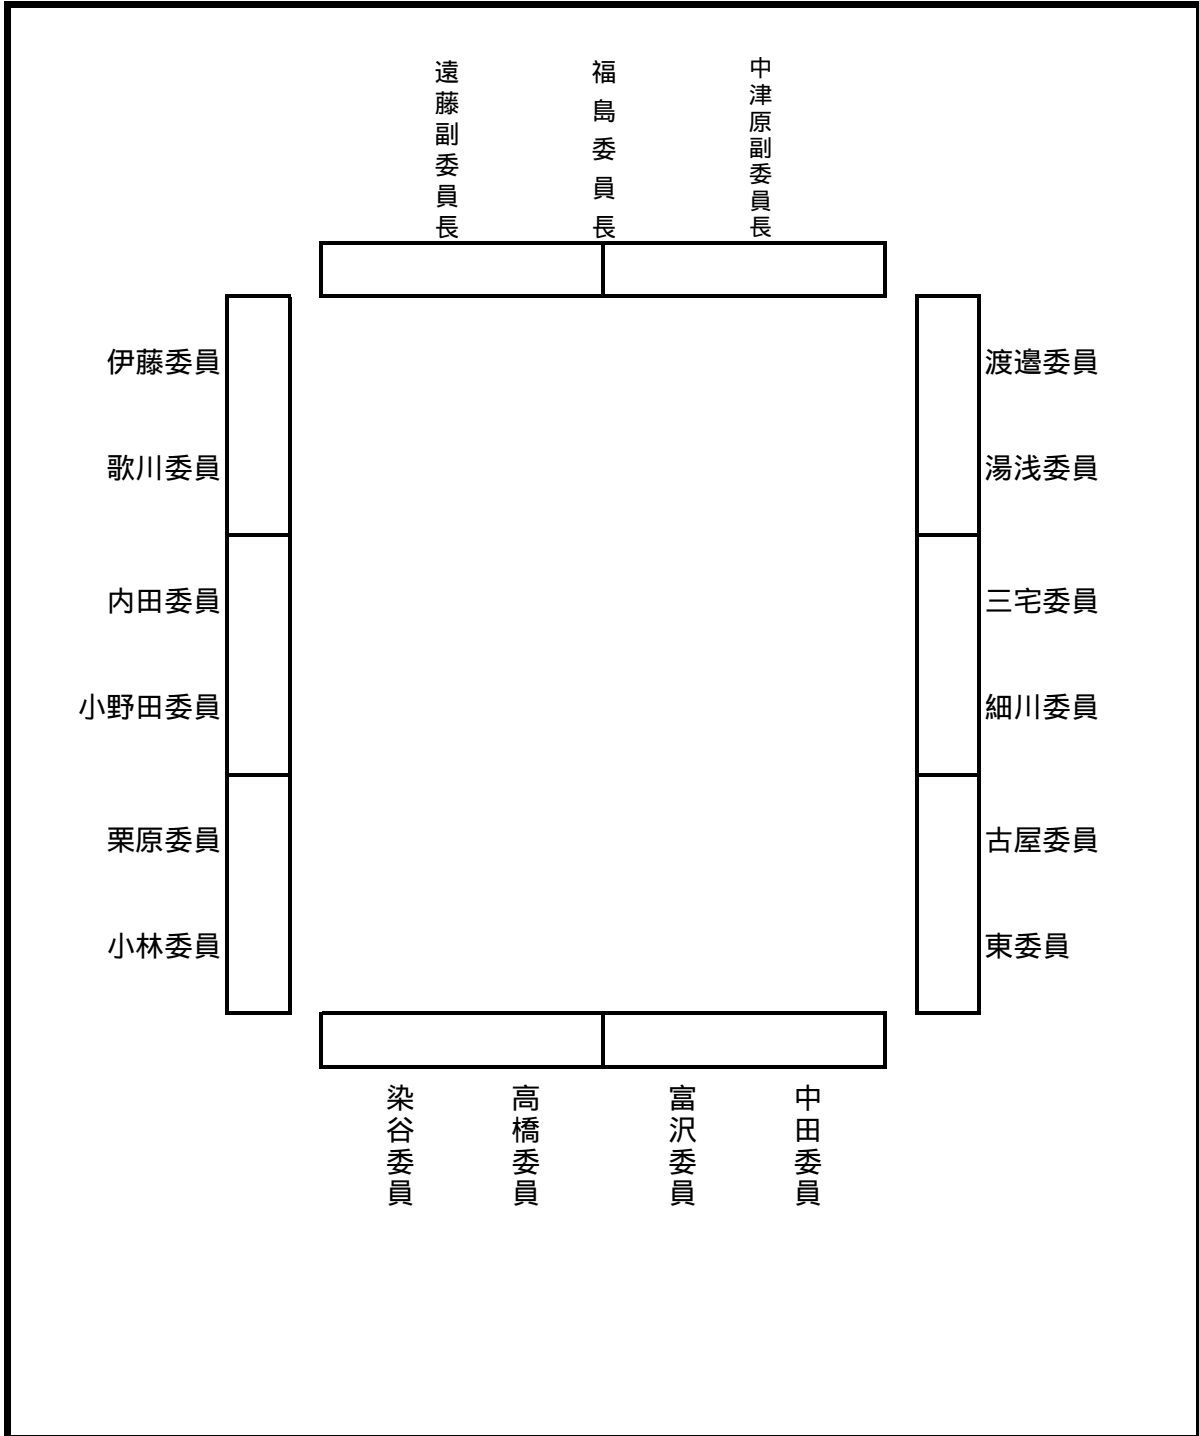 遠藤副委員長
福島委員長
中津原副委員長
伊藤委員
渡邉委員
歌川委員
湯浅委員
内田委員
三宅委員
小野田委員
細川委員
栗原委員
古屋委員
小林委員
東委員
染谷委員
高橋委員
富沢委員
中田委員